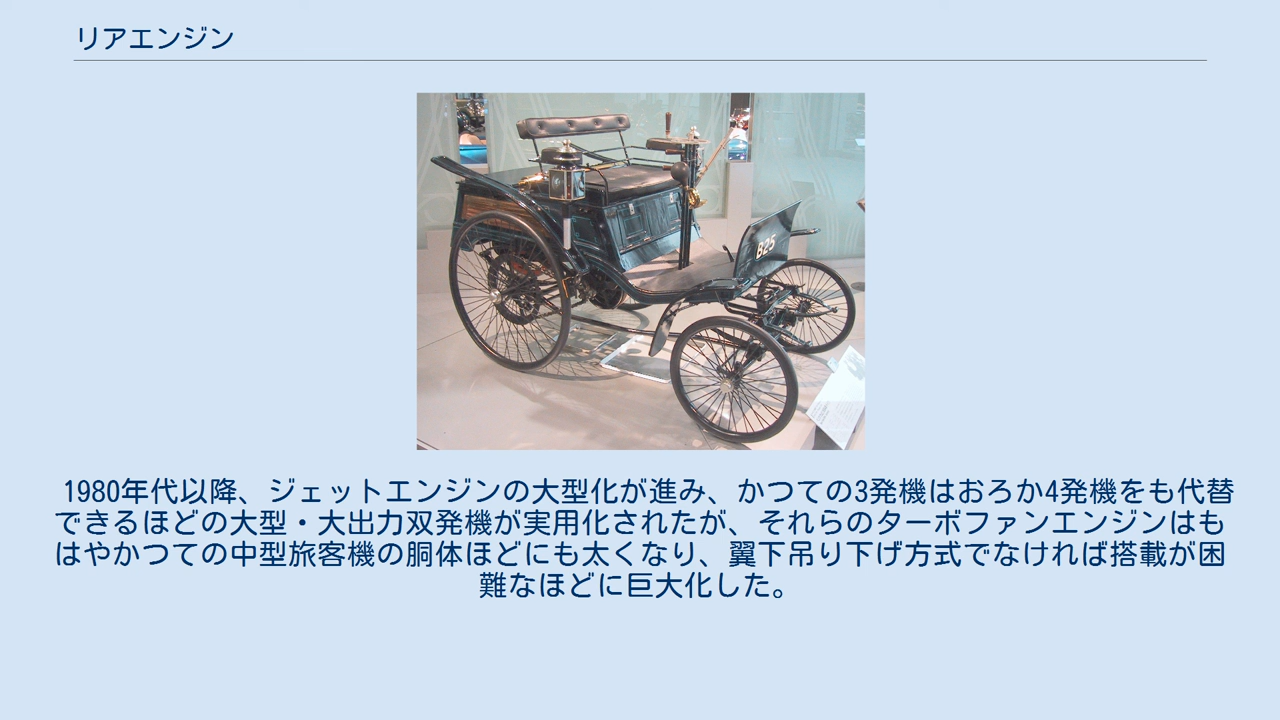 リアエンジン
B25
1980年代以降、ジェットエンジンの大型化が進み、かつての3発機はおろか4発機をも代替
できるほどの大型・大出力双発機が実用化されたが、それらのターボファンエンジンはも
はやかつての中型旅客機の胴体ほどにも太くなり、翼下吊り下げ方式でなければ搭載が困
難なほどに巨大化した。